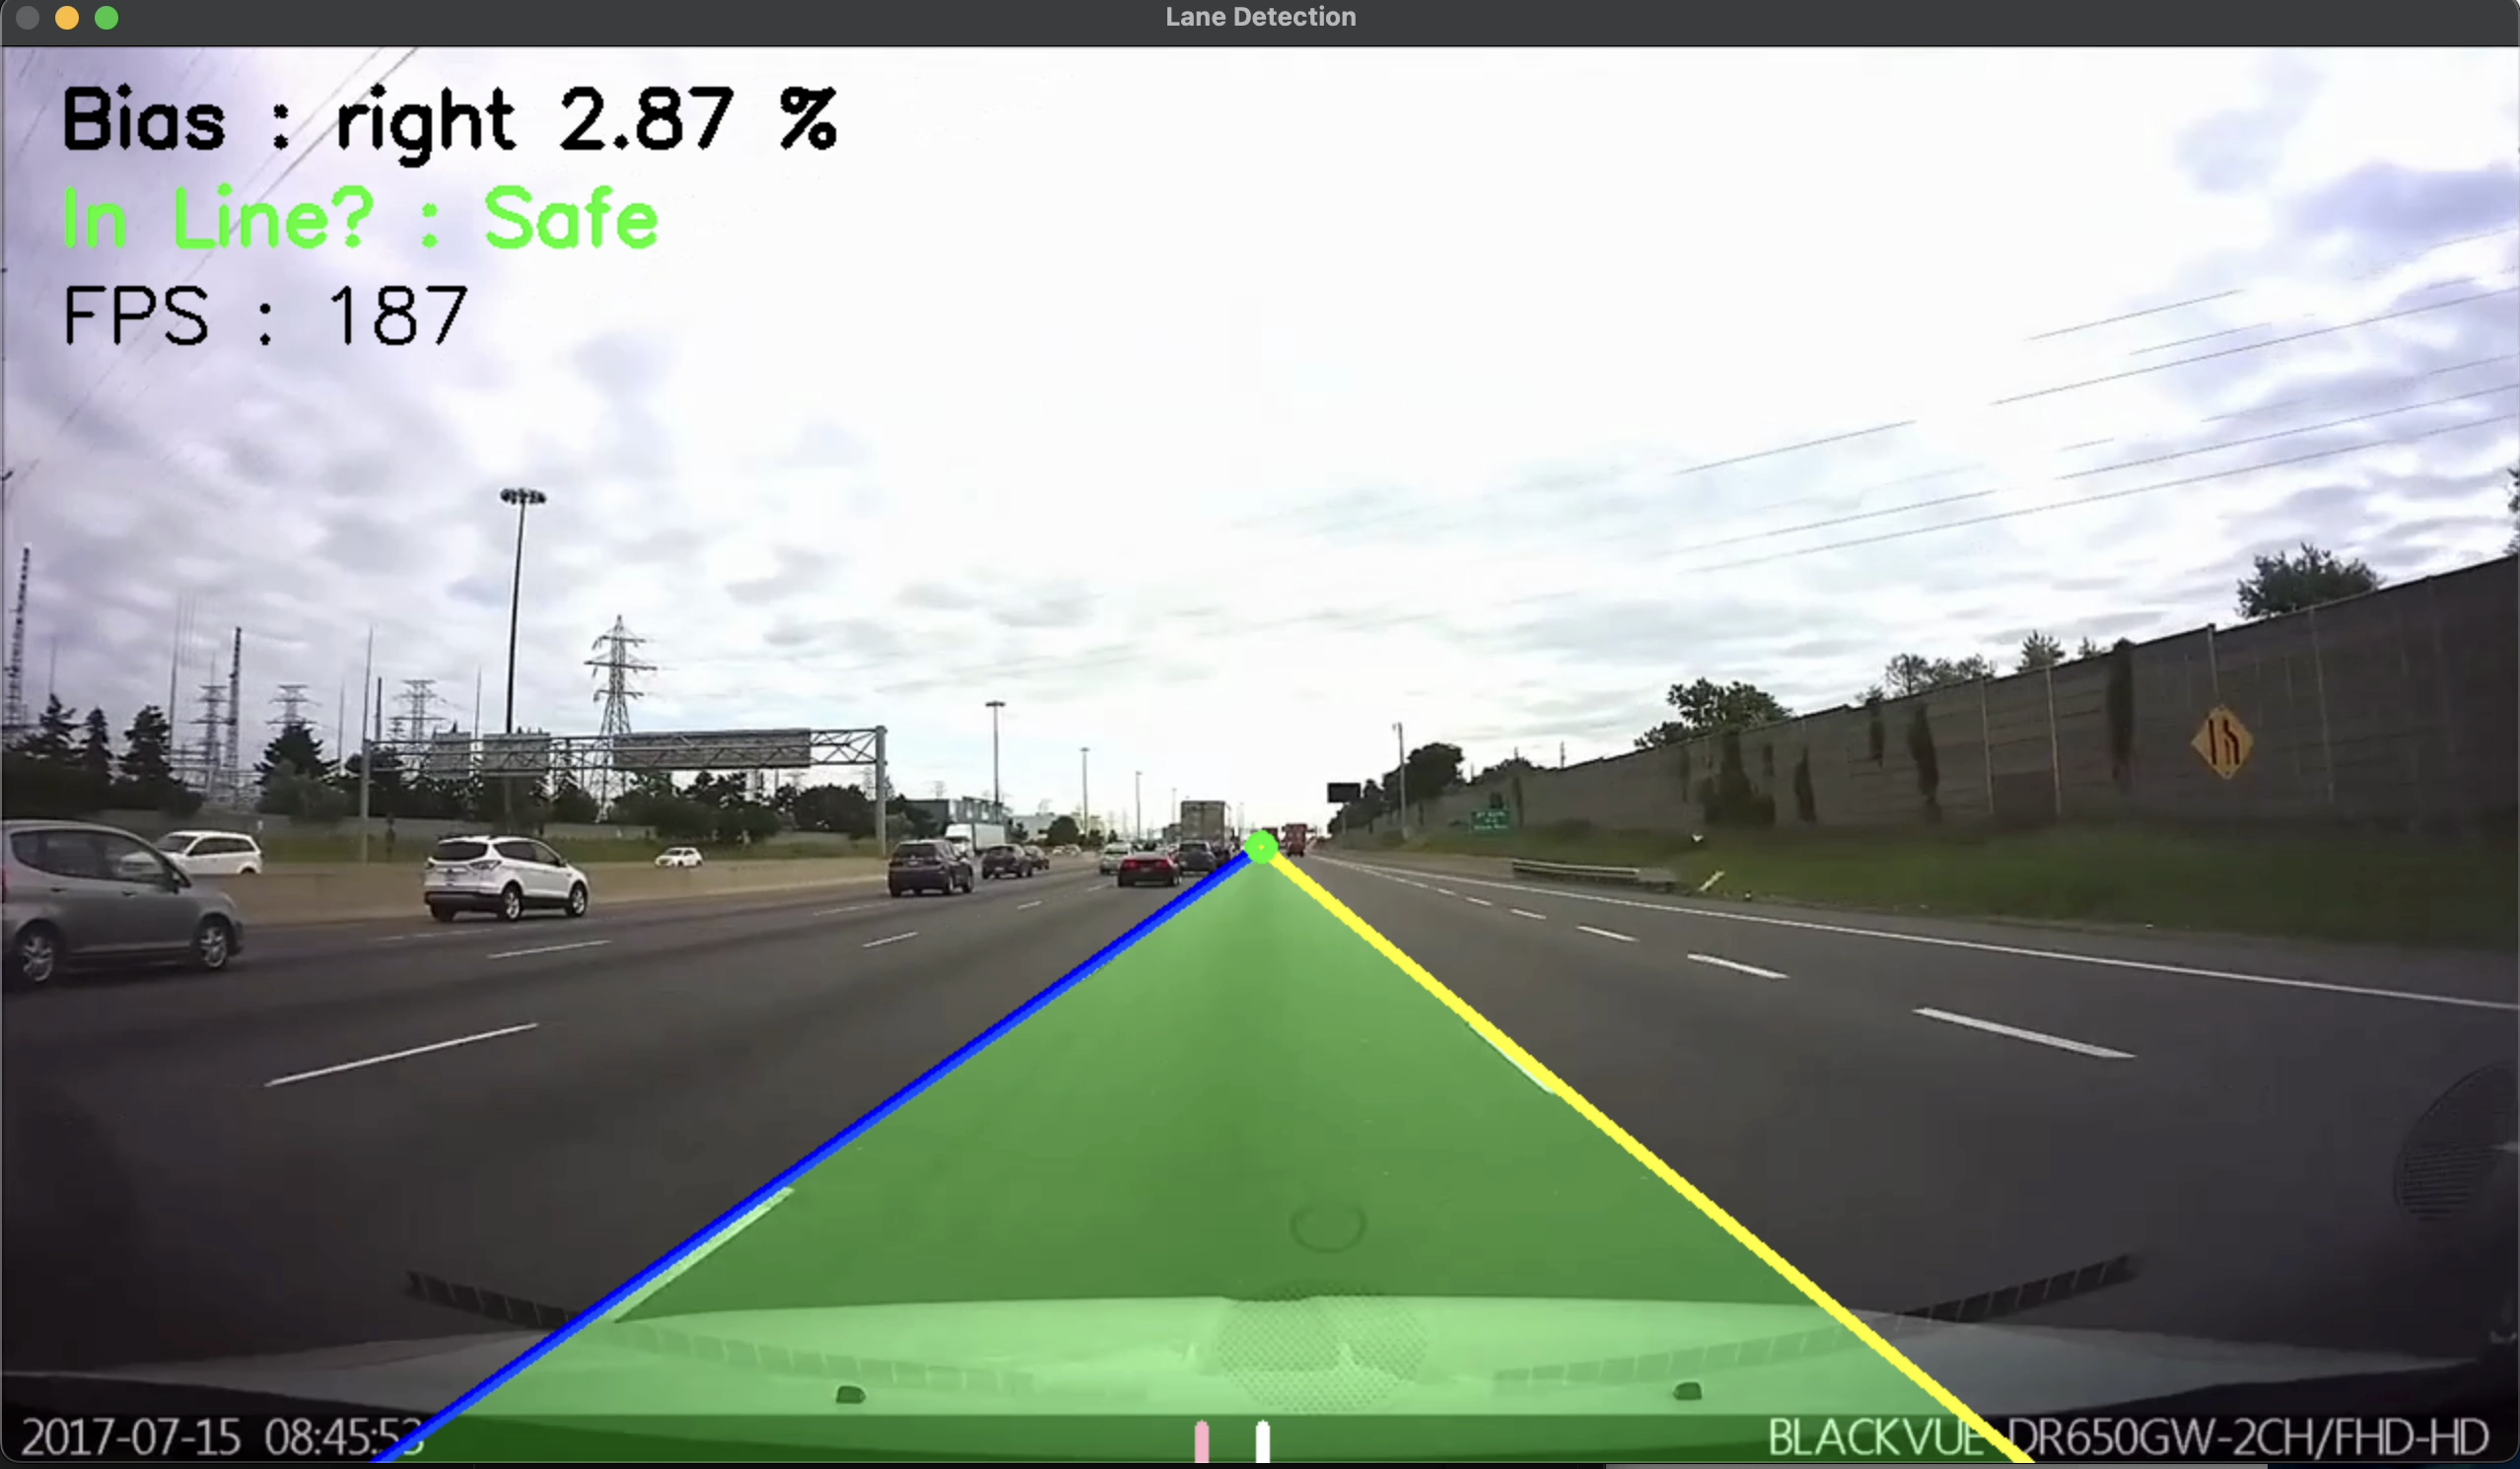 Lane Detection
Bias : right 2.87 %
In Line? : Safe
FPS : 187
2017-07-15 08:45:53
BLACKVUE DR650GW-2CH/FHD-HD